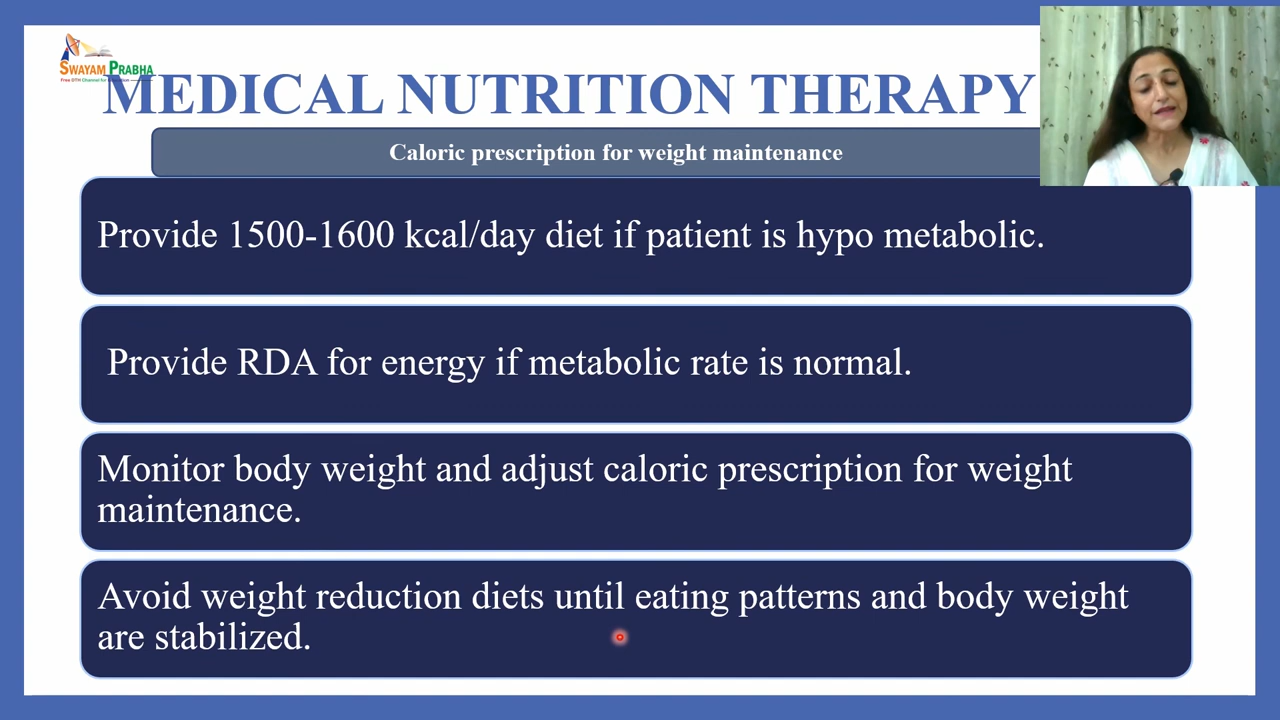 SWAYAM PRABHA
MEDICAL NUTRITION THERAPY
Caloric prescription for weight maintenance
Provide 1500-1600 kcal/day diet if patient is hypo metabolic.
Provide RDA for energy if metabolic rate is normal.
Monitor body weight and adjust caloric prescription for weight
maintenance.
Avoid weight reduction diets until eating patterns and body weight
are stabilized.